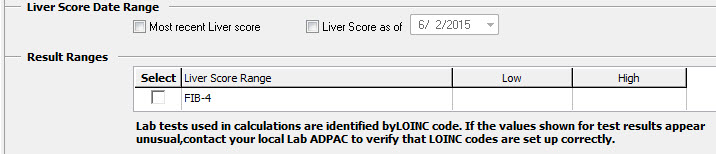 Liver Score Date Range
Most recent Liver score Liver Score as of 6/ 2/2015
Result Ranges
Select Liver Score Range Low High
FIB-4
Lab tests used in calculations are identified byLOINC code. If the values shown for test results appear
unusual,contact your local Lab ADPAC to verify that LOINC codes are set up correctly.